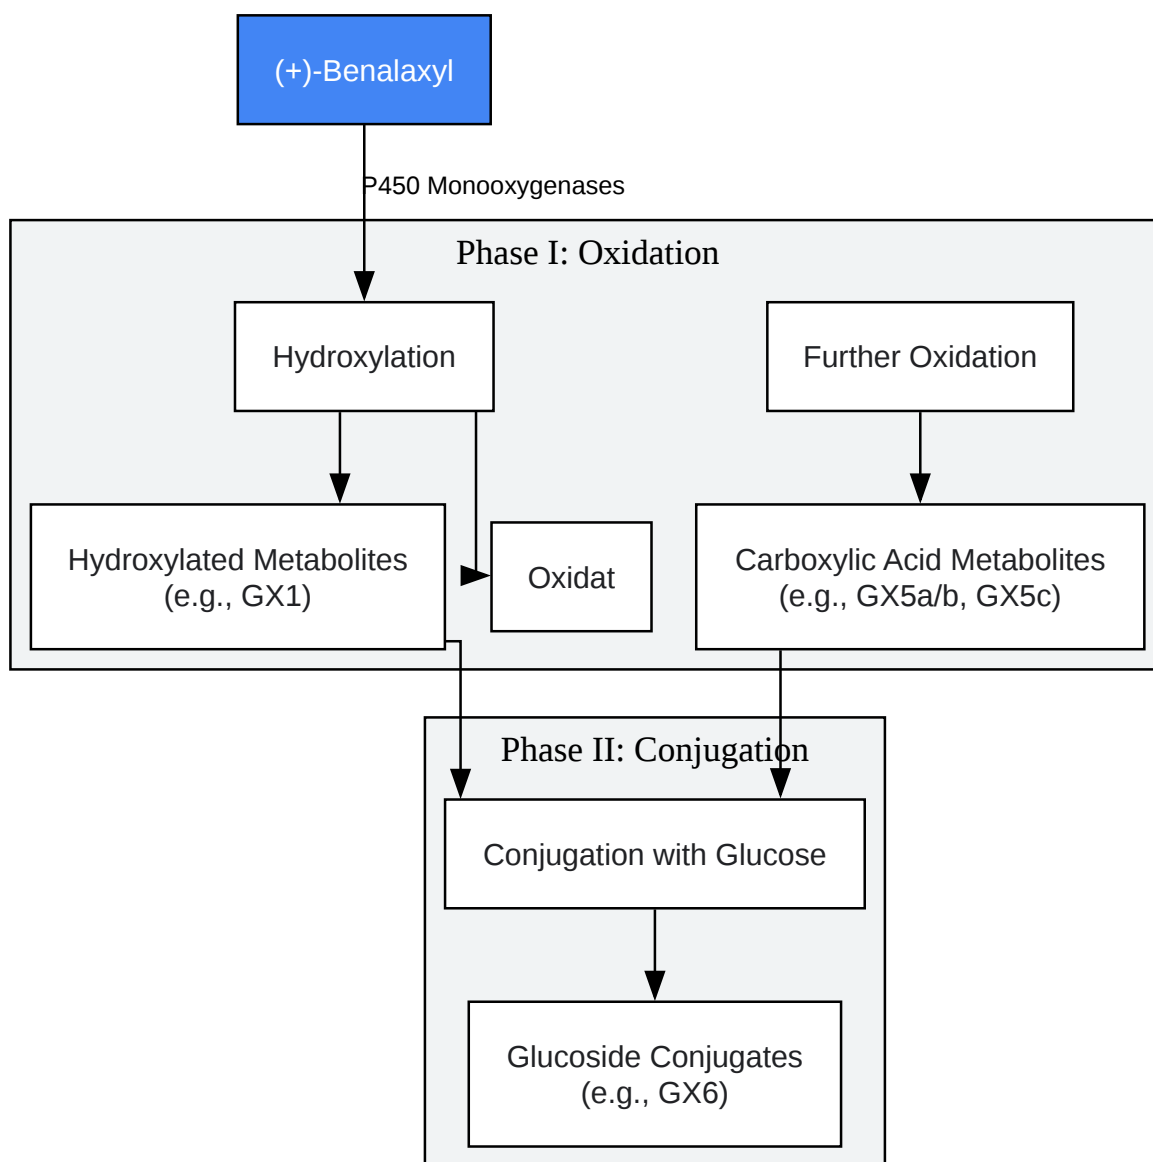 (+)-Benalaxyl
P450 Monooxygenases
Phase I: Oxidation
Hydroxylation
Further Oxidation
Hydroxylated Metabolites
(e.g., GX1)
Oxidat
Carboxylic Acid Metabolites
(e.g., GX5a/b, GX5c)
Phase II: Conjugation
Conjugation with Glucose
Glucoside Conjugates
(e.g., GX6)